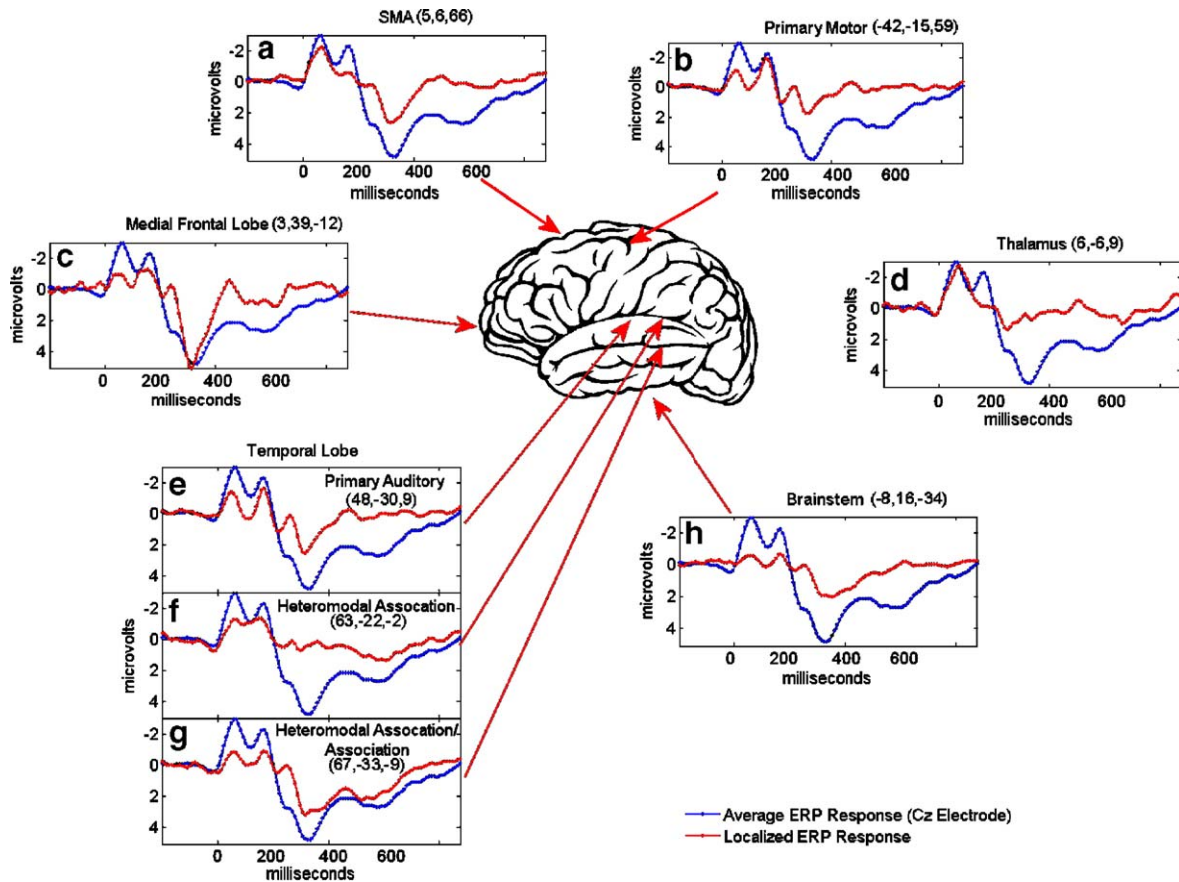 SMA (5,6,66)
a
microvolts
-2
0
2
4
0 200 400 600
milliseconds
Primary Motor (-42,-15,59)
b
microvolts
-2
0
2
4
0 200 400 600
milliseconds
Medial Frontal Lobe (3,39,-12)
c
microvolts
-2
0
2
4
0 200 400 600
milliseconds
Thalamus (6,-6,9)
d
microvolts
-2
0
2
4
0 200 400 600
milliseconds
Temporal Lobe
e
Primary Auditory
(48,-30,9)
microvolts
-2
0
2
4
f
Heteromodal Assocation
(63,-22,-2)
microvolts
-2
0
2
4
g
Heteromodal Assocation/
Association
(67,-33,-9)
microvolts
-2
0
2
4
0 200 400 600
milliseconds
Brainstem (-8,16,-34)
h
microvolts
-2
0
2
4
0 200 400 600
milliseconds
Average ERP Response (Cz Electrode)
Localized ERP Response